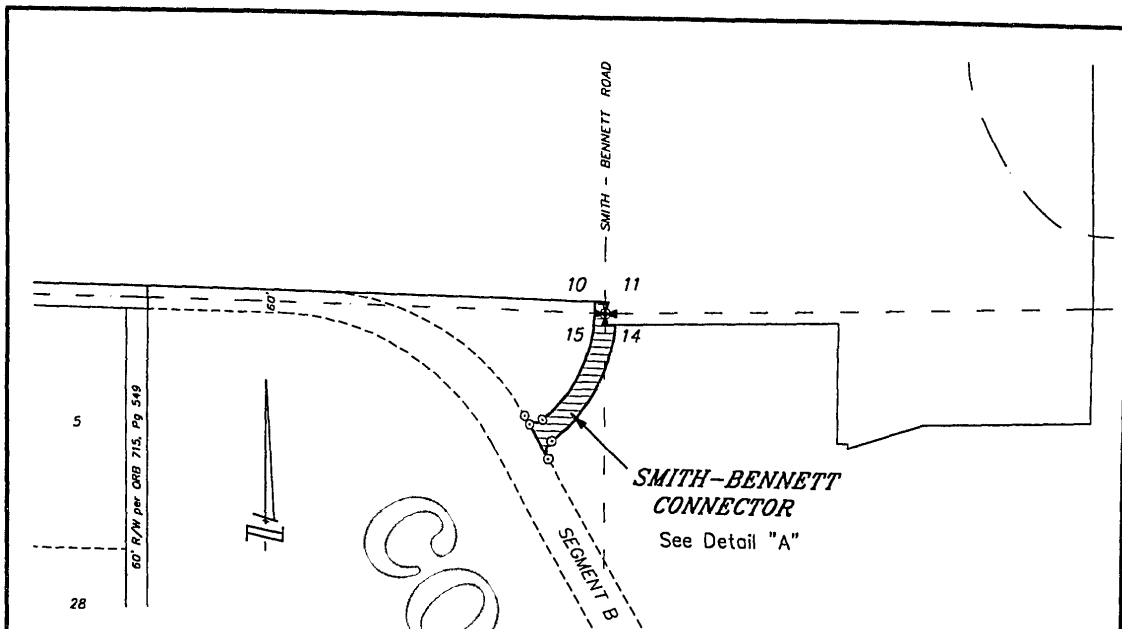 SMITH - BENNETT ROAD
10 11
60'
15 14
5
60' R/W per ORB 715, Pg 549
SMITH-BENNETT
CONNECTOR
See Detail "A"
N
SEGMENT B
28
CO